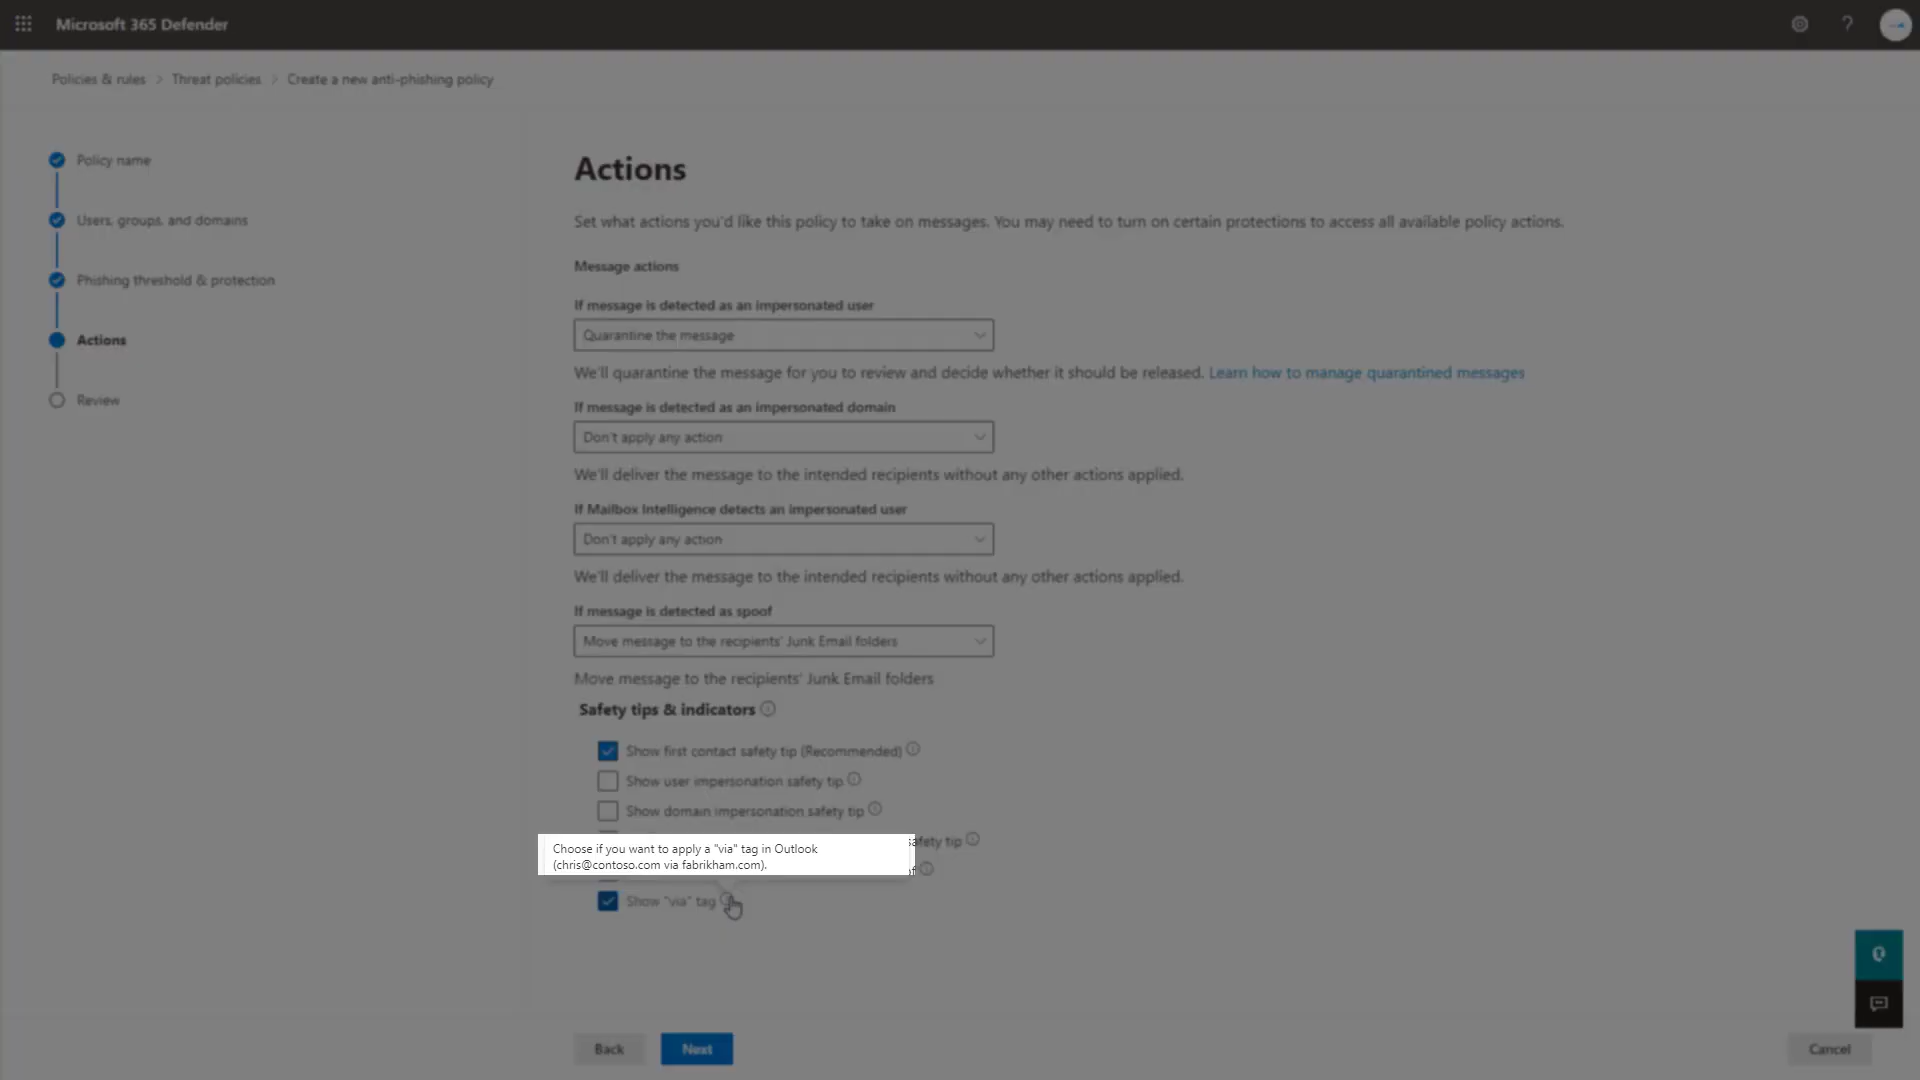 Microsoft 365 Defender
Policies & rules > Threat policies > Create a new anti-phishing policy
Policy name
Users, groups, and domains
Phishing threshold & protection
Actions
Review
Actions
Set what actions you'd like this policy to take on messages. You may need to turn on certain protections to access all available policy actions.
Message actions
If message is detected as an impersonated user
Quarantine the message
We'll quarantine the message for you to review and decide whether it should be released. Learn how to manage quarantined messages
If message is detected as an impersonated domain
Don't apply any action
We'll deliver the message to the intended recipients without any other actions applied.
If Mailbox Intelligence detects an impersonated user
Don't apply any action
We'll deliver the message to the intended recipients without any other actions applied.
If message is detected as spoof
Move message to the recipients' Junk Email folders
Move message to the recipients' Junk Email folders
Safety tips & indicators
Show first contact safety tip (Recommended)
Show user impersonation safety tip
Show domain impersonation safety tip
safety tip
Choose if you want to apply a "via" tag in Outlook
(chris@contoso.com via fabrikham.com).
Show "via" tag
Back
Next
Cancel